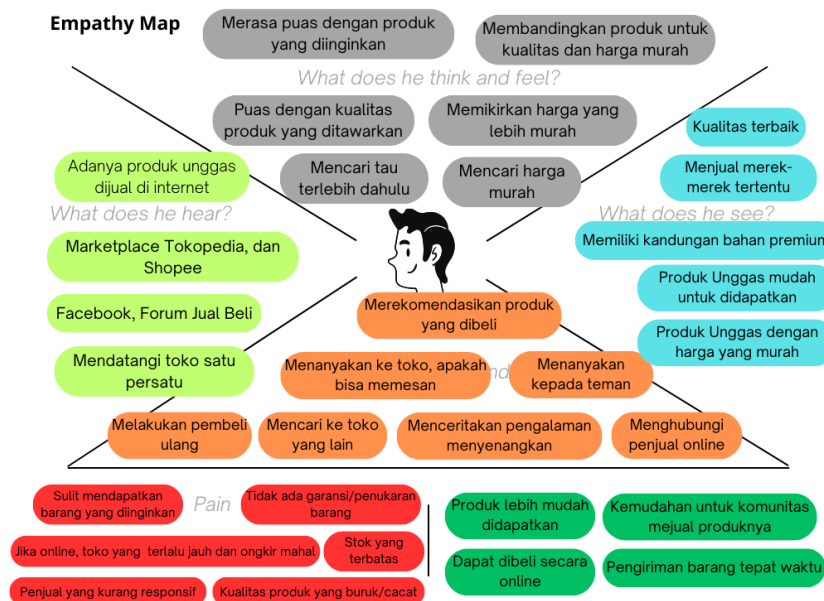 Empathy Map
Merasa puas dengan produk
yang diinginkan
Membandingkan produk untuk
kualitas dan harga murah
What does he think and feel?
Puas dengan kualitas
produk yang ditawarkan
Memikirkan harga yang
lebih murah
Mencari tau
terlebih dahulu
Mencari harga
murah
Adanya produk unggas
dijual di internet
What does he hear?
Marketplace Tokopedia, dan
Shopee
Facebook, Forum Jual Beli
Mendatangi toko satu
persatu
Kualitas terbaik
Menjual merek-
merek tertentu
What does he see?
Memiliki kandungan bahan premium
Produk Unggas mudah
untuk didapatkan
Produk Unggas dengan
harga yang murah
Merekomendasikan produk
yang dibeli
Menanyakan ke toko, apakah
bisa memesan
Menanyakan
kepada teman
Melakukan pembeli
ulang
Mencari ke toko
yang lain
Menceritakan pengalaman
menyenangkan
Menghubungi
penjual online
Pain
Sulit mendapatkan
barang yang diinginkan
Tidak ada garansi/penukaran
barang
Jika online, toko yang terlalu jauh dan ongkir mahal
Stok yang
terbatas
Penjual yang kurang responsif
Kualitas produk yang buruk/cacat
Produk lebih mudah
didapatkan
Kemudahan untuk komunitas
mejual produknya
Dapat dibeli secara
online
Pengiriman barang tepat waktu